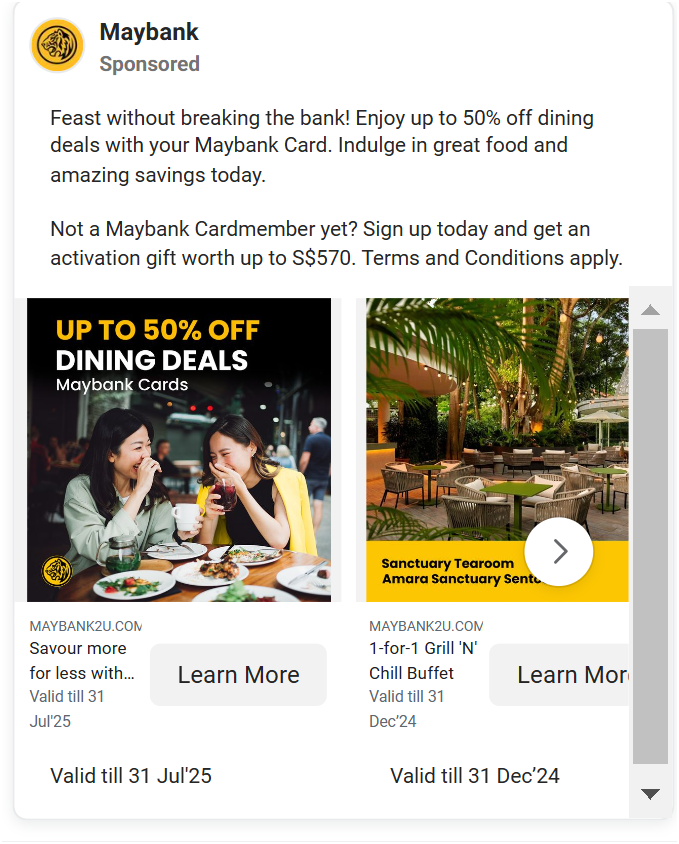 Maybank
Sponsored
Feast without breaking the bank! Enjoy up to 50% off dining
deals with your Maybank Card. Indulge in great food and
amazing savings today.
Not a Maybank Cardmember yet? Sign up today and get an
activation gift worth up to S$570. Terms and Conditions apply.
UP TO 50% OFF
DINING DEALS
Maybank Cards
MAYBANK2U.COM
Savour more
for less with...
Valid till 31
Jul'25
Learn More
Valid till 31 Jul'25
Sanctuary Tearoom
Amara Sanctuary Sento
MAYBANK2U.COM
1-for-1 Grill 'N'
Chill Buffet
Valid till 31
Dec’24
Learn Mor
Valid till 31 Dec’24